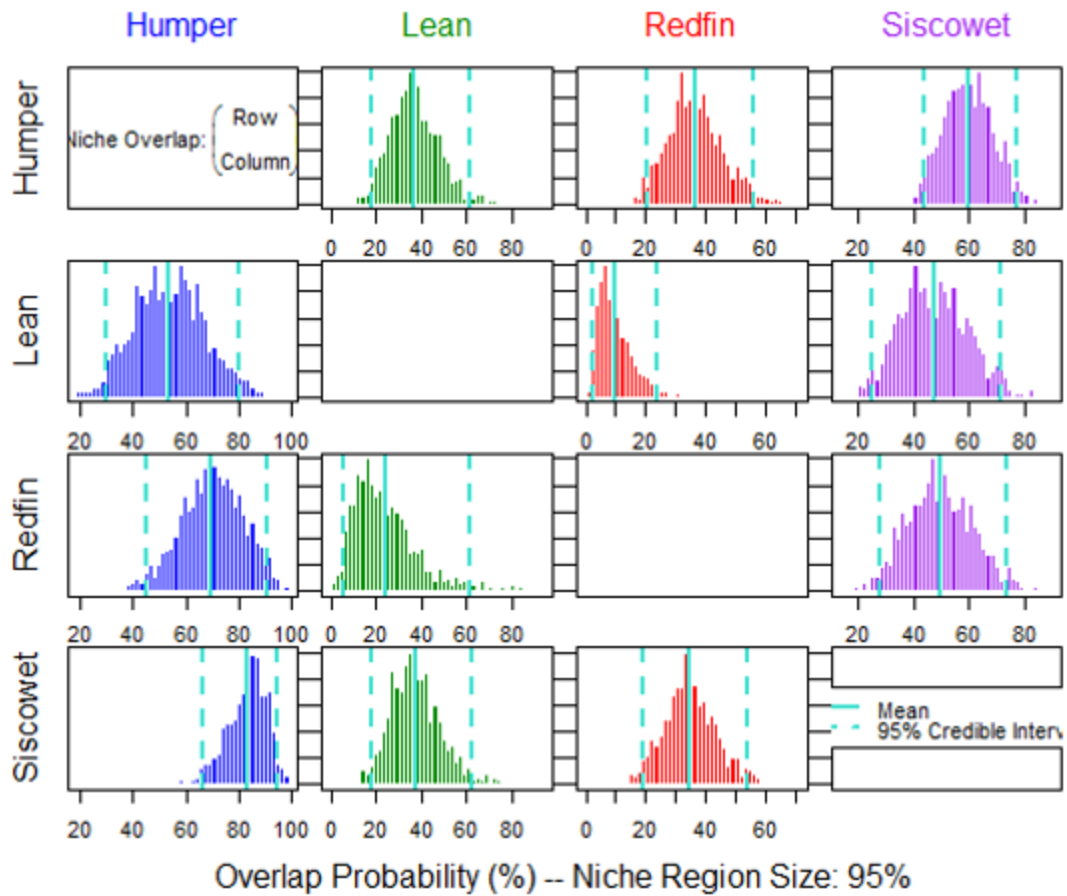 Humper Lean Redfin Siscowet
Humper
Niche Overlap: ( Row
Column )
0 20 40 60 80
0 20 40 60
20 40 60 80
Lean
20 40 60 80 100
0 20 40 60
20 40 60 80
Redfin
20 40 60 80 100
0 20 40 60 80
20 40 60 80
Siscowet
Mean
95% Credible Interv
20 40 60 80 100
0 20 40 60 80
0 20 40 60
Overlap Probability (%) -- Niche Region Size: 95%